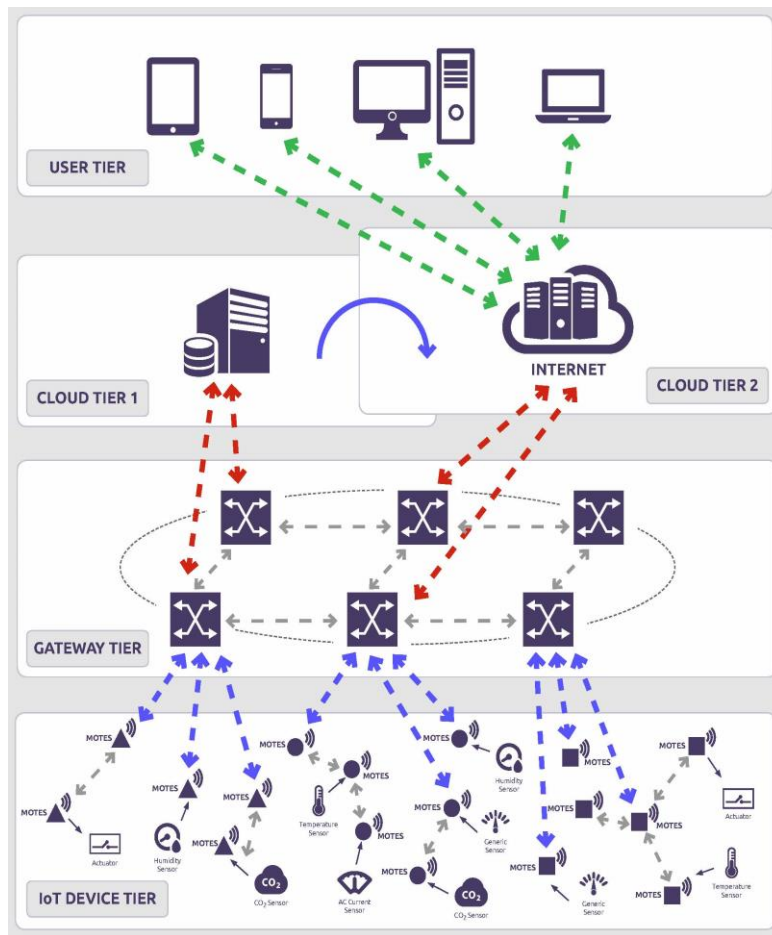 USER TIER
INTERNET
CLOUD TIER 1
CLOUD TIER 2
GATEWAY TIER
MOTES
MOTES
MOTES
MOTES
MOTES
MOTES
MOTES
MOTES
Humidity
Sensor
MOTES
MOTES
Actuator
MOTES
Temperature
Sensor
MOTES
Generic
Sensor
MOTES
MOTES
Actuator
Humidity
Sensor
MOTES
CO2
CO2 Sensor
MOTES
AC Current
Sensor
MOTES
CO2
CO2 Sensor
MOTES
Generic
Sensor
MOTES
Temperature
Sensor
IoT DEVICE TIER